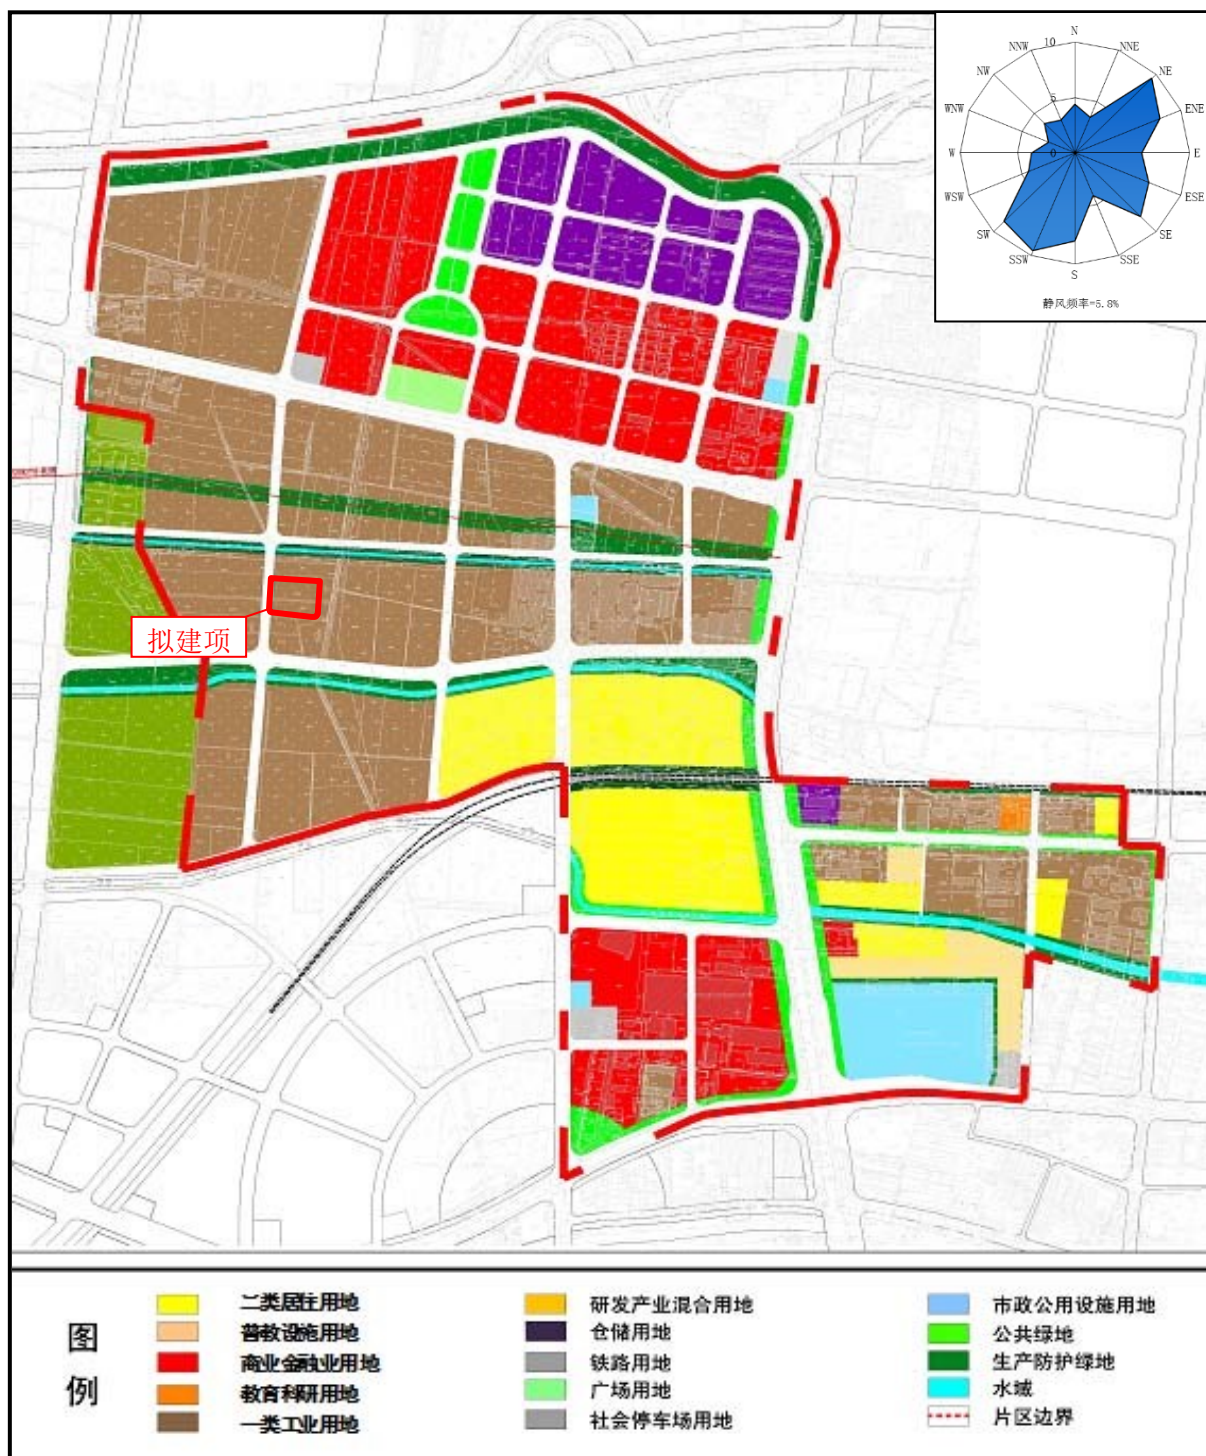 N
NNE
NE
ENE
E
ESE
SE
SSE
S
SSW
SW
WSW
W
WNW
NW
NNW
10
5
0
静风频率=5.8%
拟建项
图例
二类居住用地
普教设施用地
商业金融业用地
教育科研用地
一类工业用地
研发产业混合用地
仓储用地
铁路用地
广场用地
社会停车场用地
市政公用设施用地
公共绿地
生产防护绿地
水域
片区边界